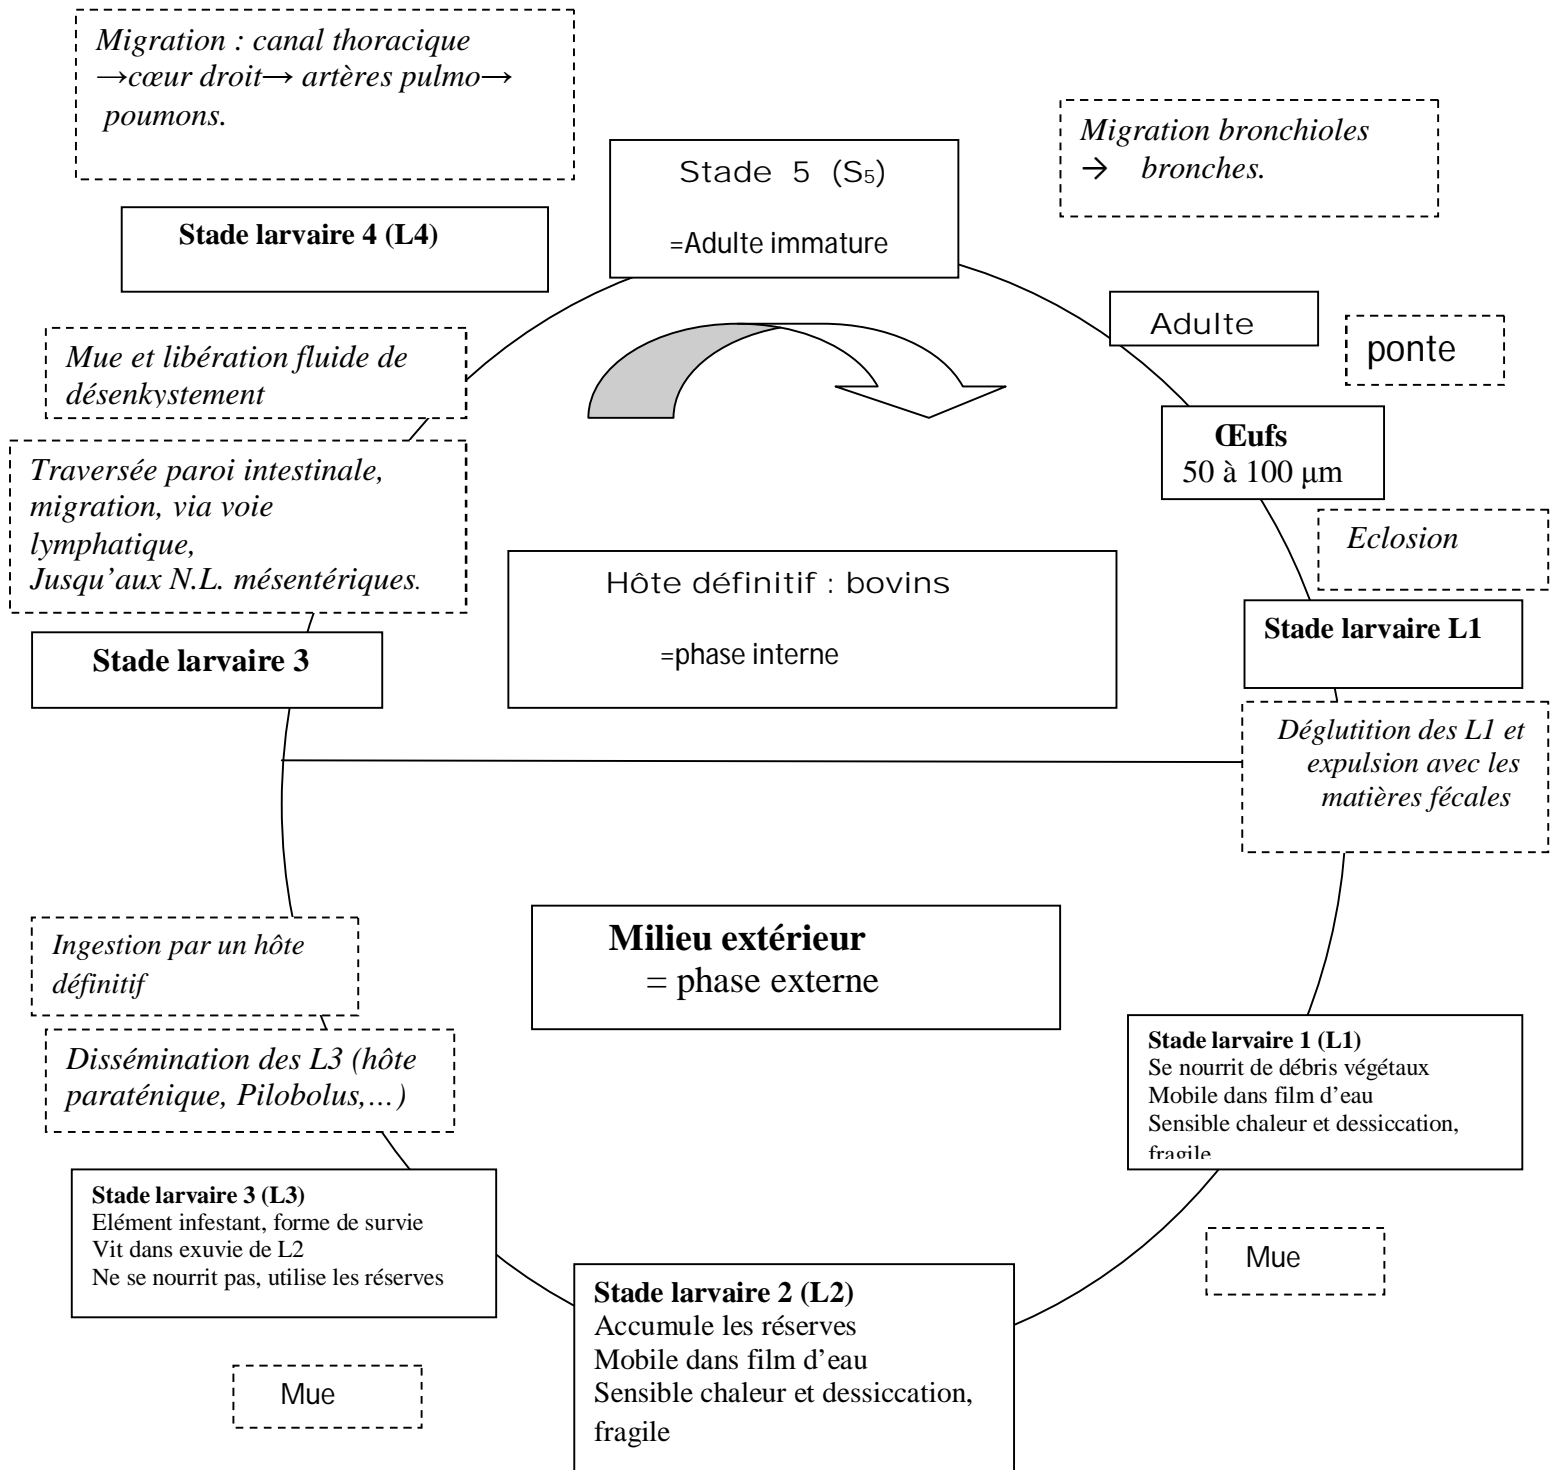 Migration : canal thoracique
→cœur droit→ artères pulmo→
poumons.
Migration bronchioles
→ bronches.
Stade 5 (S₅)
=Adulte immature
Stade larvaire 4 (L4)
Adulte
ponte
Mue et libération fluide de
désenkystement
Œufs
50 à 100 µm
Traversée paroi intestinale,
migration, via voie
lymphatique,
Jusqu’aux N.L. mésentériques.
Eclosion
Hôte définitif : bovins
=phase interne
Stade larvaire L1
Stade larvaire 3
Déglutition des L1 et
expulsion avec les
matières fécales
Ingestion par un hôte
définitif
Milieu extérieur
= phase externe
Dissémination des L3 (hôte
paraténique, Pilobolus,…)
Stade larvaire 1 (L1)
Se nourrit de débris végétaux
Mobile dans film d’eau
Sensible chaleur et dessiccation,
fragile
Stade larvaire 3 (L3)
Elément infestant, forme de survie
Vit dans exuvie de L2
Ne se nourrit pas, utilise les réserves
Mue
Stade larvaire 2 (L2)
Accumule les réserves
Mobile dans film d’eau
Sensible chaleur et dessiccation,
fragile
Mue